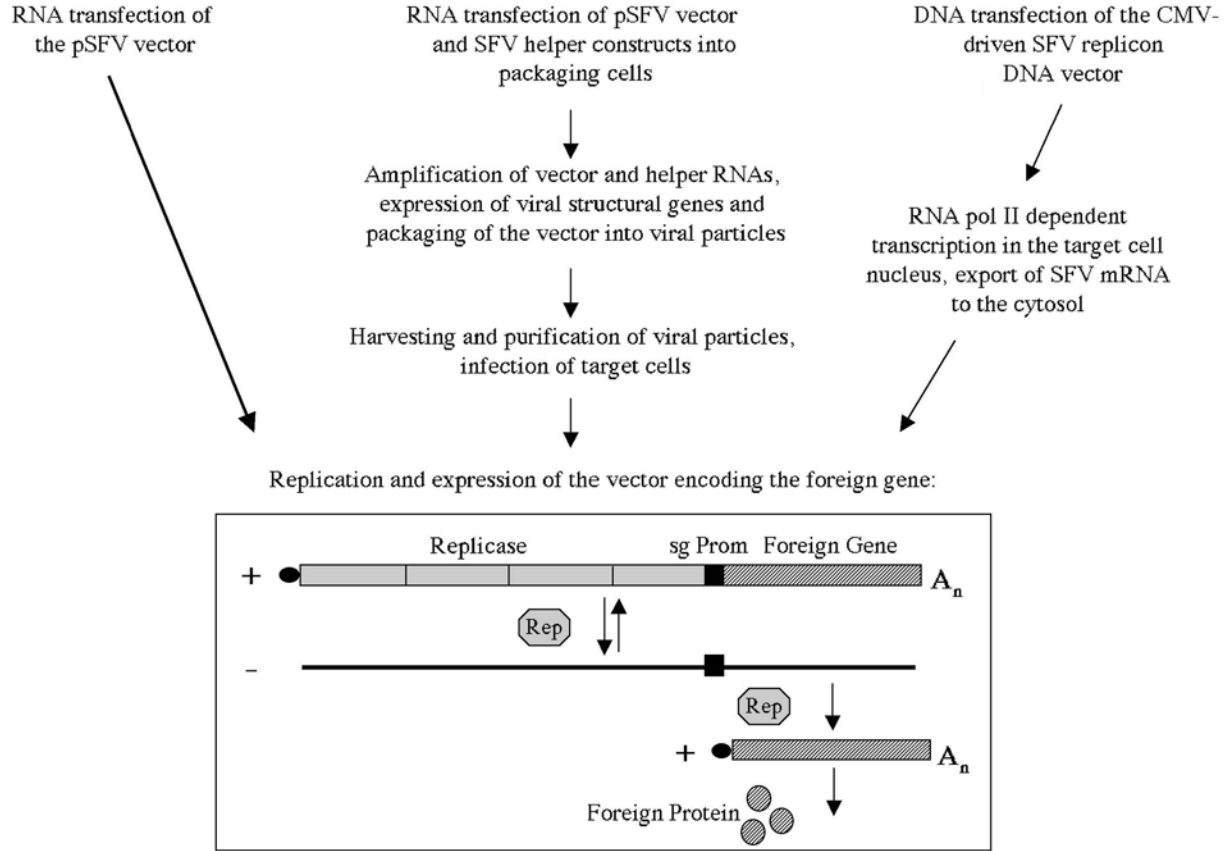 RNA transfection of
the pSFV vector
RNA transfection of pSFV vector
and SFV helper constructs into
packaging cells
DNA transfection of the CMV-
driven SFV replicon
DNA vector
Amplification of vector and helper RNAs,
expression of viral structural genes and
packaging of the vector into viral particles
RNA pol II dependent
transcription in the target cell
nucleus, export of SFV mRNA
to the cytosol
Harvesting and purification of viral particles,
infection of target cells
Replication and expression of the vector encoding the foreign gene:
Replicase sg Prom Foreign Gene
+ An
Rep
-
Rep
+ An
Foreign Protein